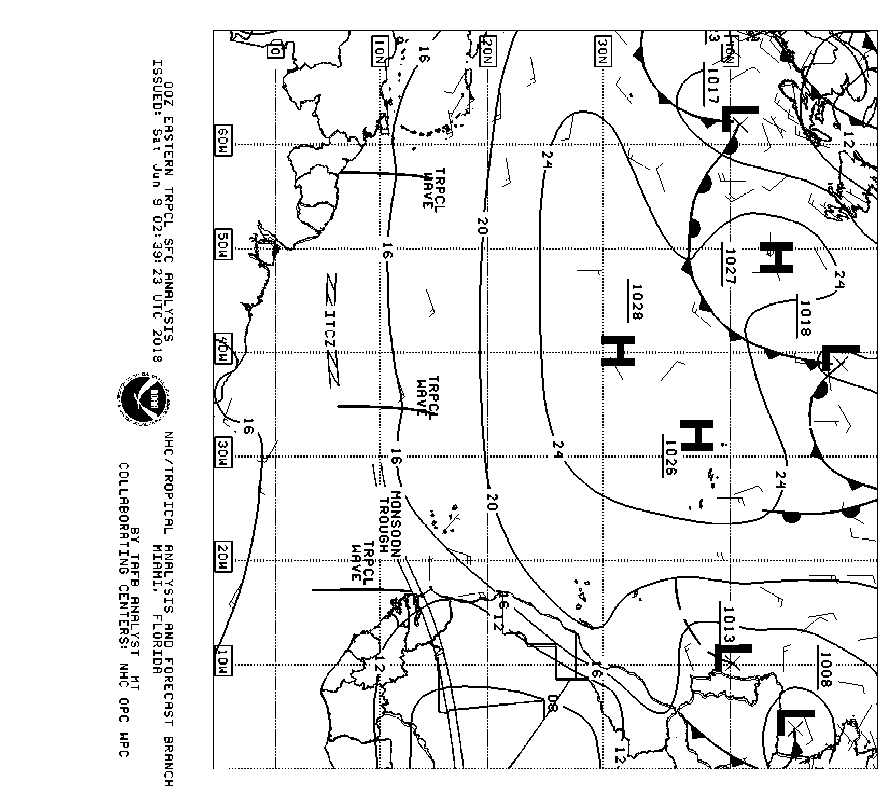 12
24
1008
L
1018
L
24
H
L
1027
1013
L
1017
H
1026
1028
H
12
30N
16
24
24
08
20N
20
20
16
12
16
TRPCL
WAVE
TRPCL
WAVE
16
16
MONSOON
TROUGH
10N
TRPCL
WAVE
12
ITCZ
0
16
60W
50W
40W
30W
20W
10W
00Z EASTERN TRPCL SFC ANALYSIS
ISSUED: Sat Jun 9 02:39:23 UTC 2018
NHC/TROPICAL ANALYSIS AND FORECAST BRANCH
MIAMI, FLORIDA
BY TAFB ANALYST MT
COLLABORATING CENTERS: NHC OPC WPC